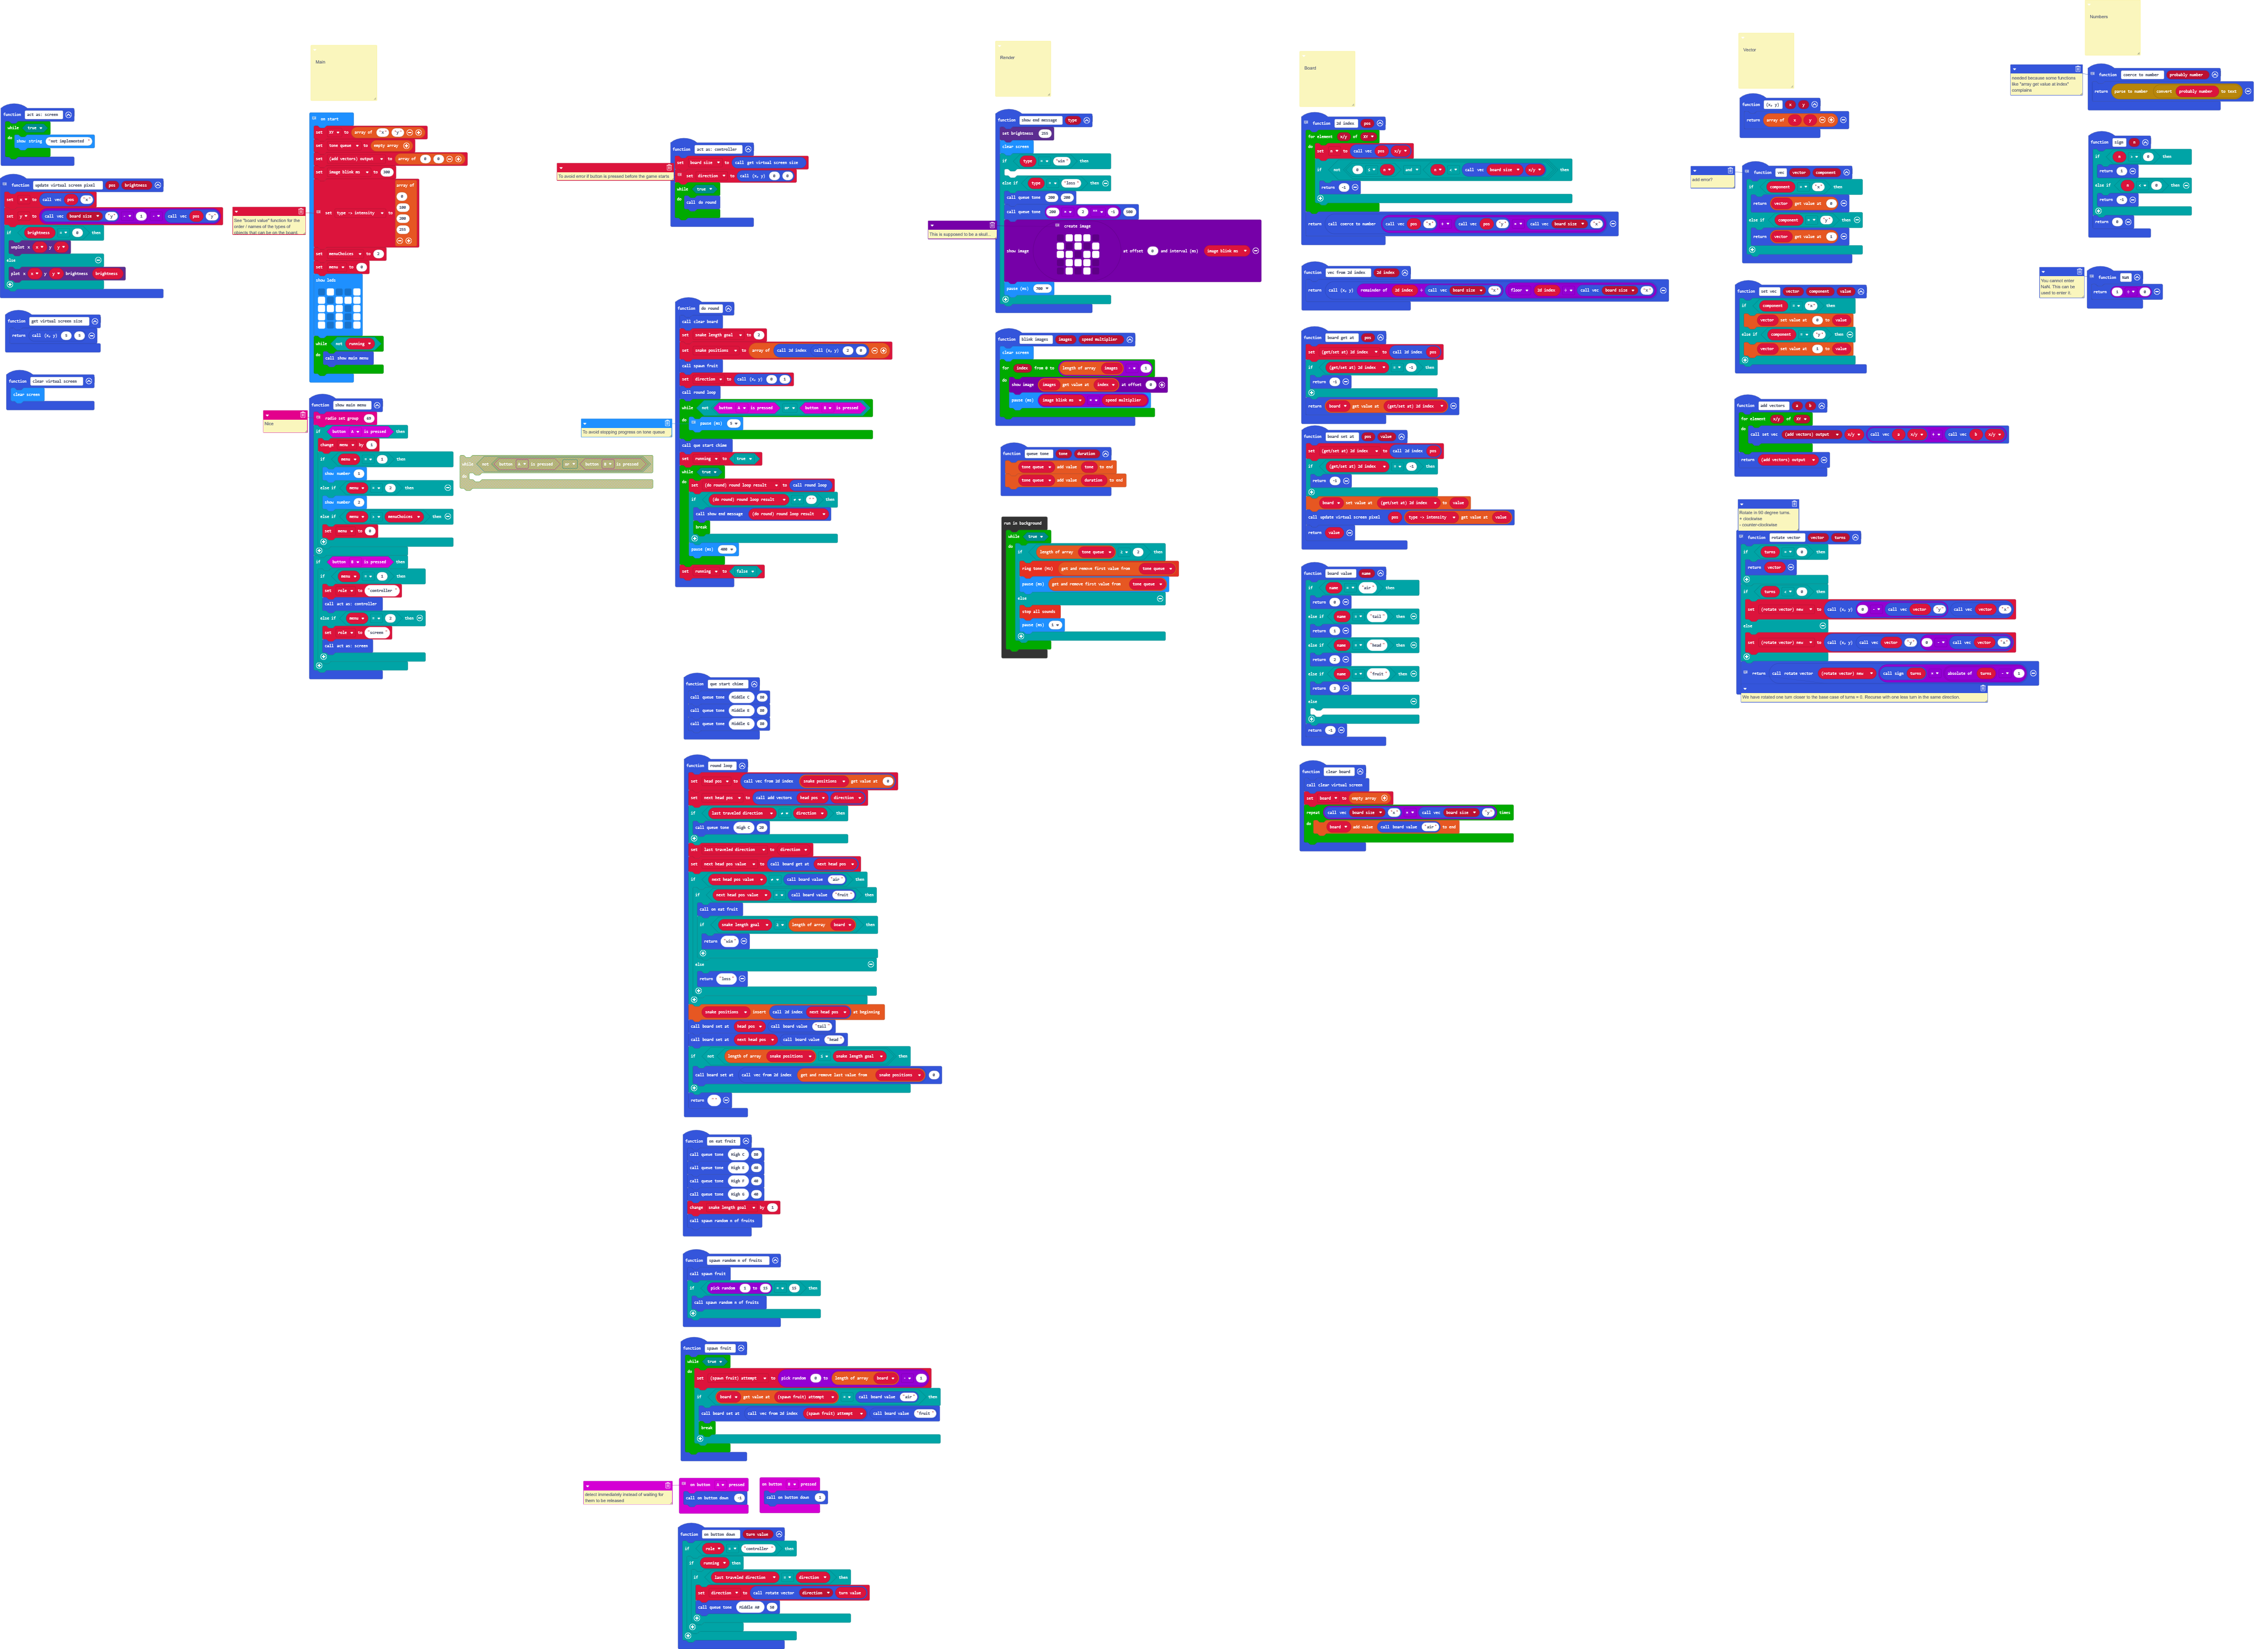 Main
Render
Board
Vector
Numbers
function act as: screen
while true
do show string "not implemented"
function update virtual screen pixel pos brightness
set x to call vec pos "x"
set y to call vec board size "y" - 1 - call vec pos "y"
if brightness = 0 then
unplot x x y y
else
plot x x y y brightness brightness
function get virtual screen size
function clear virtual screen
clear screen
See "board value" function for the
order / names of the types of
objects that can be on the board.
on start
set XY to array of "x" "y"
set tone queue to empty array
set (add vectors) output to array of 0 0
set image blink ms to
set type -> intensity to array of
0
100
200
255
set menuChoices to
set menu to 0
show leds
while not running
do call show main menu
Nice
function show main menu
radio set group 69
if button A is pressed then
change menu by 1
if menu = 1 then
show number 1
else if menu = 2 then
show number 2
else if menu menuChoices then
set menu to 0
if button B is pressed then
if menu = 1 then
set role to "controller"
call act as: controller
else if menu = 2 then
set role to "screen"
call act as: screen
while not button A is pressed or button B is pressed
do
To avoid error if button is pressed before the game starts
function act as: controller
set board size to call get virtual screen size
set direction to call (x, y) 0 0
while true
do call do round
function do round
call clear board
set snake length goal to 2
set snake positions to array of call 1d index call (x, y) 2 0
call spawn fruit
set direction to call (x, y) 0 1
call round loop
To avoid stopping progress on tone queue
while not button A is pressed or button B is pressed
do pause (ms) 5
call que start chime
set running to true
while true
do set (do round) round loop result to call round loop
if (do round) round loop result ≠ "" then
call show end message (do round) round loop result
break
pause (ms) 400
set running to false
function que start chime
call queue tone Middle C 80
call queue tone Middle E 80
call queue tone Middle G 80
function round loop
set head pos to call vec from 1d index snake positions get value at 0
set next head pos to call add vectors head pos direction
if last traveled direction ≠ direction then
call queue tone High C 20
set last traveled direction to direction
set next head pos value to call board get at next head pos
if next head pos value ≠ call board value "air" then
if next head pos value = call board value "fruit" then
call on eat fruit
if snake length goal ≥ length of array board then
return "win"
else
return "loss"
snake positions insert call 1d index next head pos at beginning
call board set at head pos call board value "tail"
call board set at next head pos call board value "head"
if not length of array snake positions ≤ snake length goal then
call board set at call vec from 1d index get and remove last value from snake positions 0
return ""
function on eat fruit
call queue tone High C
call queue tone High 40
call queue tone High F 40
call queue tone High G 40
change snake length goal by 1
call spawn random n of fruits
function spawn random n of fruits
call spawn fruit
if pick random 1 to then
call spawn random n of fruits
function spawn fruit
while true
do
set (spawn fruit) attempt to pick random 0 to length of array board - 1
if board get value at (spawn fruit) attempt = call board value "air" then
call board set at call vec from 1d index (spawn fruit) attempt call board value "fruit"
break
detect immediately instead of waiting for
them to be released
on button A pressed
call on button down -1
on button B pressed
call on button down 1
function on button down turn value
if role = "controller" then
if running then
if last traveled direction = direction then
set direction to call rotate vector direction turn value
call queue tone Middle 50
function show end message type
set brightness 255
clear screen
if type = "win" then
else if type = "loss" then
call queue tone 200 200
call queue tone 200 500
This is supposed to be a skull...
create image
show image at offset 0 and interval (ms) image blink ms
pause (ms) 700
function blink images images speed multiplier
clear screen
for index from 0 to length of array images - 1
do show image images get value at index at offset 0
pause (ms) image blink ms speed multiplier
function queue tone tone duration
tone queue add value tone to end
tone queue add value duration to end
run in background
while true
do
if length of array tone queue ≥ 2 then
ring tone (Hz) get and remove first value from tone queue
pause (ms) get and remove first value from tone queue
else
stop all sounds
pause (ms) 5
function 1d index pos
for element x/y of XY
do set n to call vec pos x/y
if not 0 ≤ n and n < call vec board size x/y then
return -1
return call coerce to number call vec pos "x" + call vec pos "y" × call vec board size "x"
function vec from 1d index 1d index
return call (x, y) remainder of 1d index ÷ call vec board size "x" floor 1d index ÷ call vec board size "x"
function board get at pos
set (get/set at) 1d index to call 1d index pos
if (get/set at) 1d index = -1 then
return -1
return board get value at (get/set at) 1d index
function board set at pos value
set (get/set at) 1d index to call 1d index pos
if (get/set at) 1d index = -1 then
return -1
board set value at (get/set at) 1d index to value
call update virtual screen pixel pos type -> intensity get value at value
return value
function board value name
if name = "air" then
return 0
else if name = "tail" then
return 1
else if name = "head" then
return 2
else if name = "fruit" then
return 3
else
return -1
function clear board
call clear virtual screen
set board to empty array
repeat call vec board size "x" × call vec board size "y" times
do board add value call board value "air" to end
function (x, y) x y
return array of x y
add error?
function vec vector component
if component = "x" then
return vector get value at 0
else if component = "y" then
return vector get value at 1
function set vec vector component value
if component = "x" then
vector set value at 0 to value
else if component = "y" then
vector set value at 1 to value
function add vectors a b
for element x/y of XY
do
call set vec (add vectors) output x/y call vec a x/y + call vec b x/y
return (add vectors) output
Rotate in 90 degree turns
+ clockwise
- counter-clockwise
function rotate vector vector turns
if turns = 0 then
return vector
if turns 0 then
set (rotate vector) new to call (x, y) 0 - call vec vector "y" call vec vector "x"
else
set (rotate vector) new to call (x, y) call vec vector "y" 0 - call vec vector "x"
return call rotate vector (rotate vector) new call sign turns × absolute of turns - 1
We have rotated one turn closer to the base case of turns = 0. Recurse with one less turn in the same direction.
needed because some functions
like "array get value at index"
complains
function coerce to number probably number
return parse to number convert probably number to text
function sign n
if n > 0 then
return 1
else if n < 0 then
return -1
return 0
You cannot enter
NaN. This can be
used to enter it.
function NaN